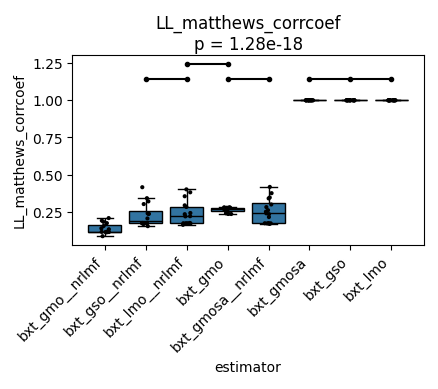 LL_matthews_corrcoef
p = 1.28e-18
1.25
1.00
0.75
0.50
0.25
LL_matthews_corrcoef
bxt_gmo__nrlmf
bxt_gso__nrlmf
bxt_lmo__nrlmf
bxt_gmo
bxt_gmosa__nrlmf
bxt_gmosa
bxt_gso
bxt_lmo
estimator